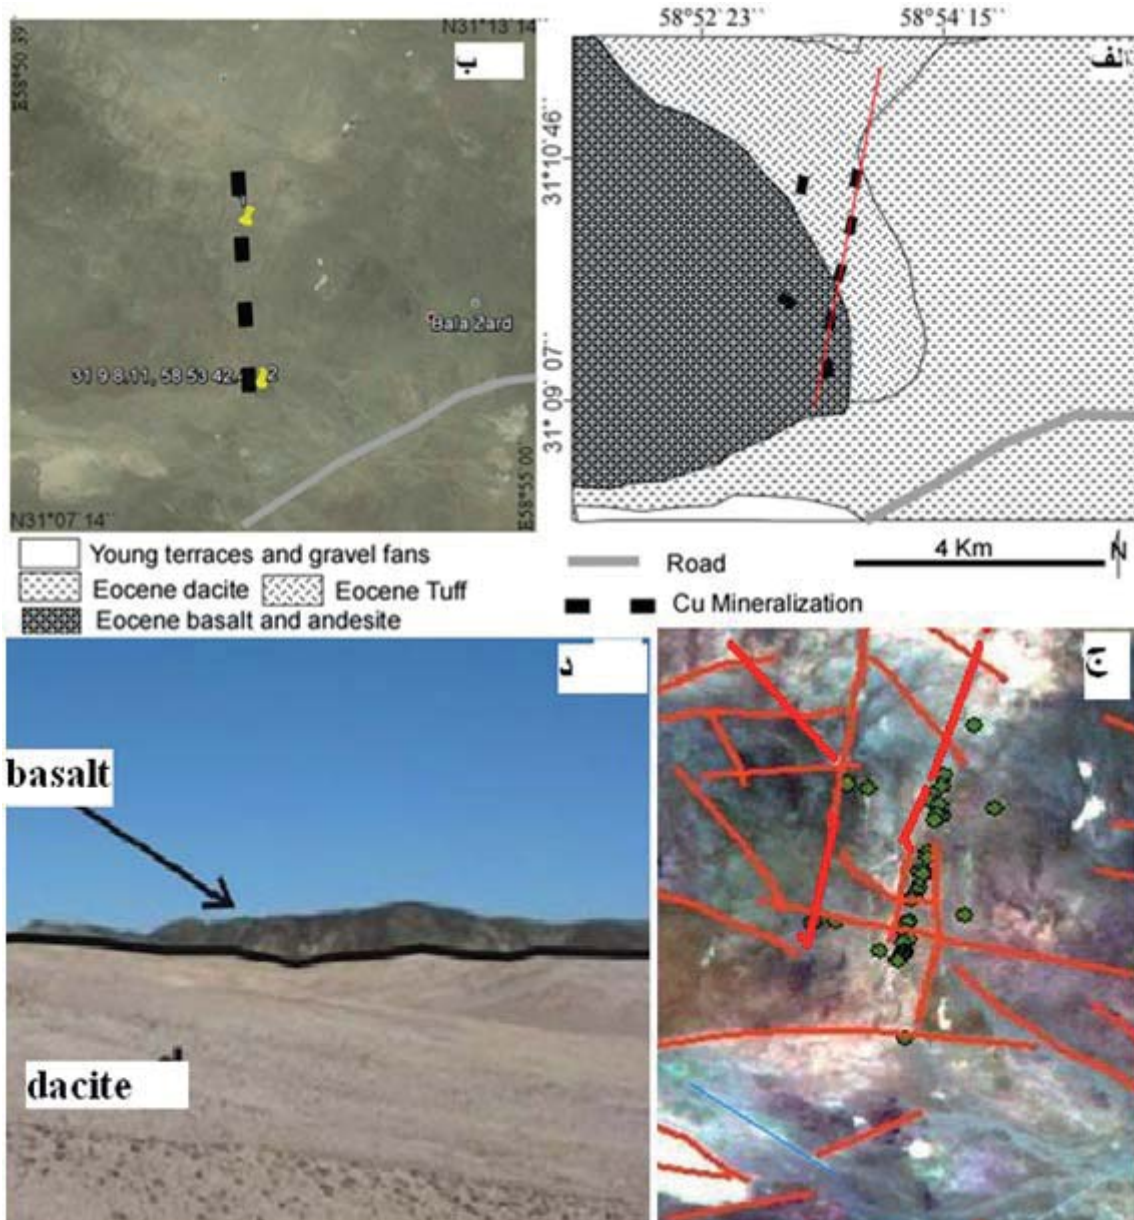 N31°13´14´´
E58°50´39´´
ب
31 9 8.11, 58 53 42.
2
Bala Zard
N31°07´14´´
E58°55´00´´
58°52´23´´
58°54´15´´
الف
31°10´46´´
31°09´07´´
4 Km
N
Young terraces and gravel fans
Eocene dacite
Eocene Tuff
Eocene basalt and andesite
Road
Cu Mineralization
د
basalt
dacite
ج